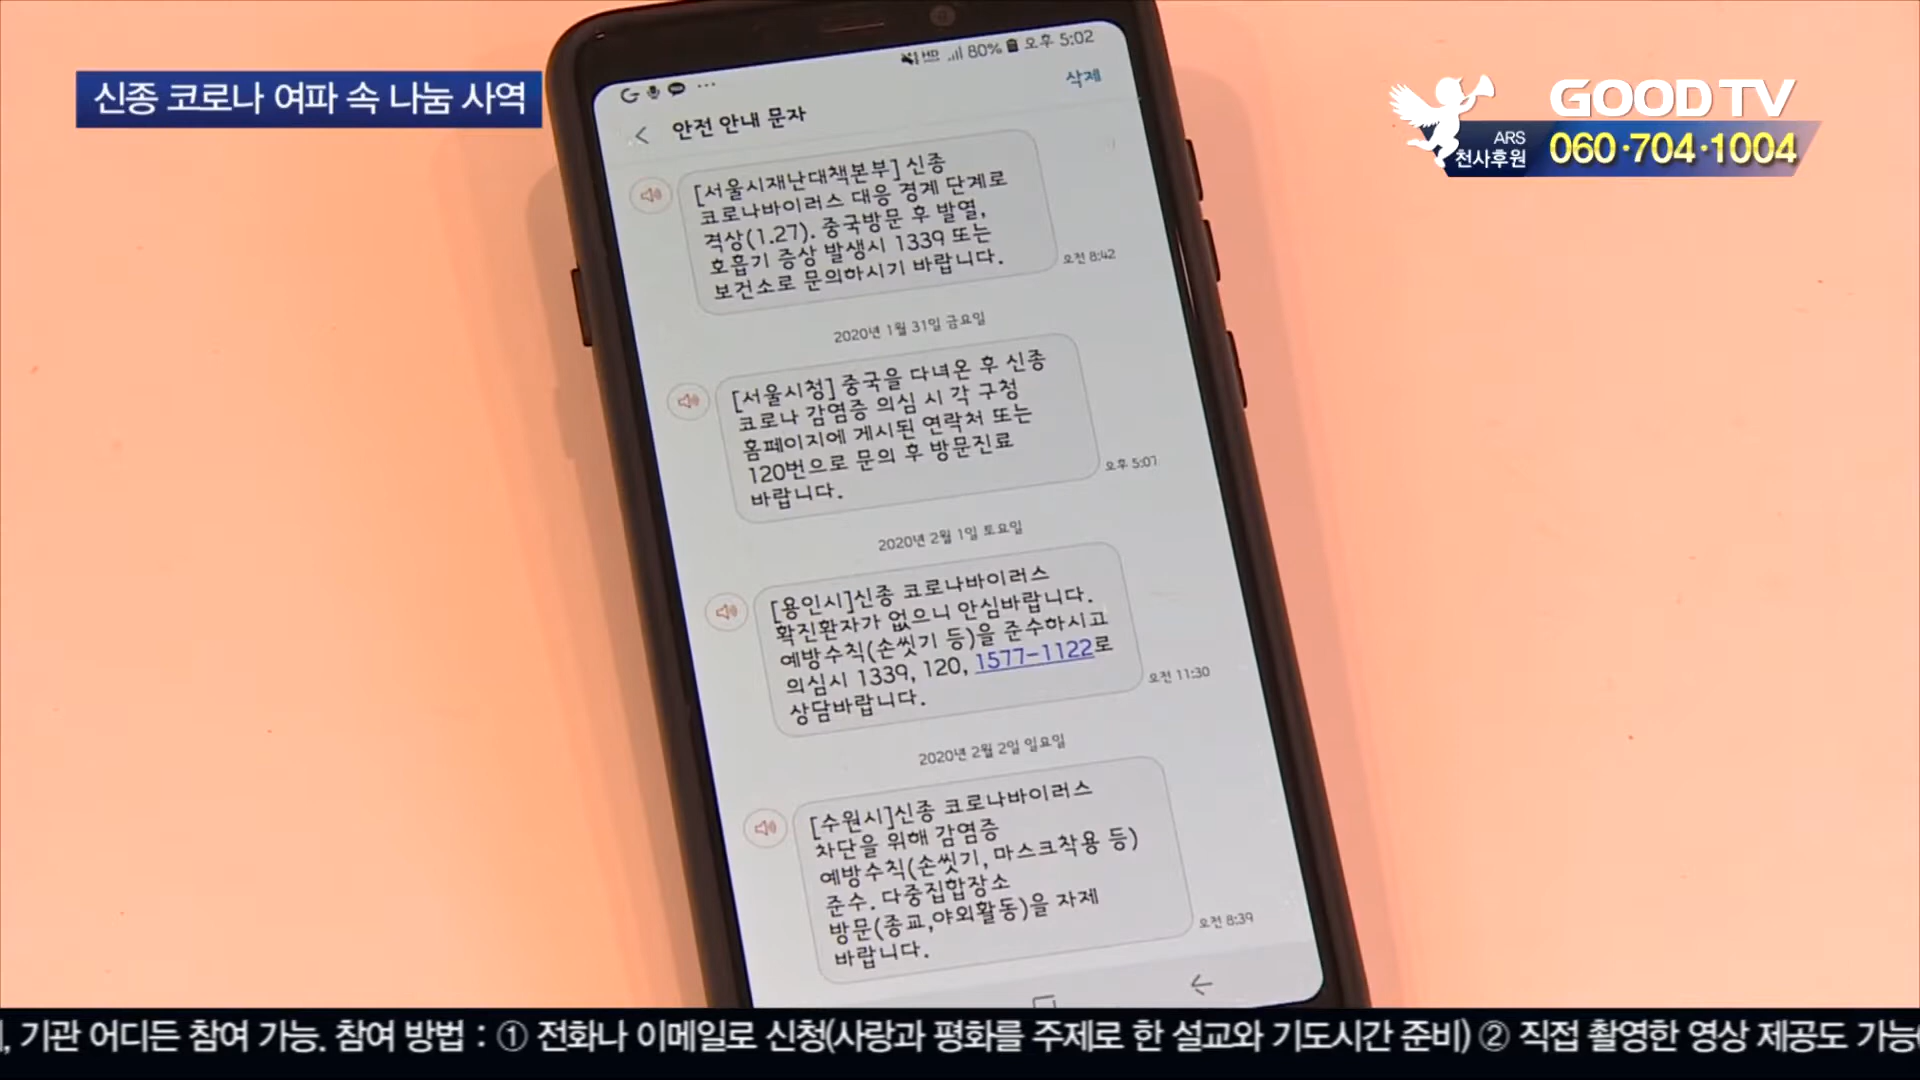 신종 코로나 여파 속 나눔 사역
GOODTV
ARS
천사후원
060·704·1004
HD 80% 오후 5:02
삭제
안전 안내 문자
[서울시재난대책본부] 신종
코로나바이러스 대응 경계 단계로
격상(1.27). 중국방문 후 발열,
호흡기 증상 발생시 1339 또는
보건소로 문의하시기 바랍니다.
오전 8:42
2020년 1월 31일 금요일
[서울시청] 중국을 다녀온 후 신종
코로나 감염증 의심 시 각 구청
홈페이지에 게시된 연락처 또는
120번으로 문의 후 방문진료
바랍니다.
오후 5:07
2020년 2월 1일 토요일
[용인시]신종 코로나바이러스
확진환자가 없으니 안심바랍니다.
예방수칙(손씻기 등)을 준수하시고
의심시 1339, 120, 1577-1122로
상담바랍니다.
오전 11:30
2020년 2월 2일 일요일
[수원시]신종 코로나바이러스
차단을 위해 감염증
예방수칙(손씻기, 마스크착용 등)
준수. 다중집합장소
방문(종교,야외활동)을 자제
바랍니다.
오전 8:39
, 기관 어디든 참여 가능. 참여 방법 : ① 전화나 이메일로 신청(사랑과 평화를 주제로 한 설교와 기도시간 준비) ② 직접 촬영한 영상 제공도 가능